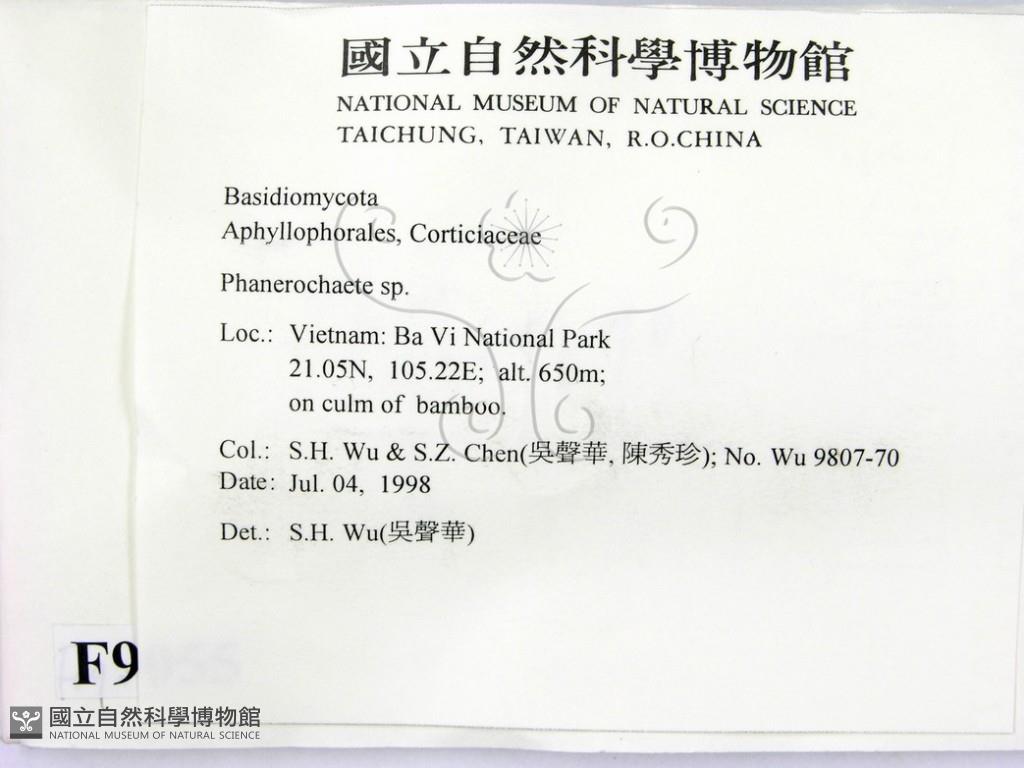 國立自然科學博物館
NATIONAL MUSEUM OF NATURAL SCIENCE
TAICHUNG, TAIWAN, R.O.CHINA
Basidiomycota
Aphyllophorales, Corticiaceae
Phanerochaete sp.
Loc.: Vietnam: Ba Vi National Park
21.05N, 105.22E; alt. 650m;
on culm of bamboo.
Col.: S.H. Wu & S.Z. Chen(吳聲華, 陳秀珍); No. Wu 9807-70
Date: Jul. 04, 1998
Det.: S.H. Wu(吳聲華)
F9
國立自然科學博物館
NATIONAL MUSEUM OF NATURAL SCIENCE